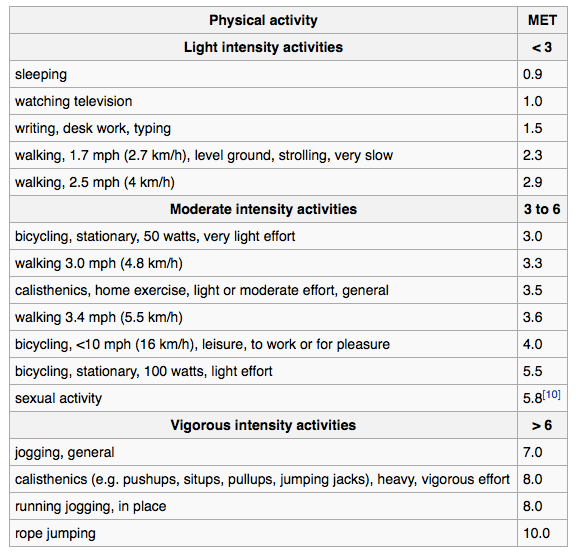 Physical activity MET
Light intensity activities < 3
sleeping 0.9
watching television 1.0
writing, desk work, typing 1.5
walking, 1.7 mph (2.7 km/h), level ground, strolling, very slow 2.3
walking, 2.5 mph (4 km/h) 2.9
Moderate intensity activities 3 to 6
bicycling, stationary, 50 watts, very light effort 3.0
walking 3.0 mph (4.8 km/h) 3.3
calisthenics, home exercise, light or moderate effort, general 3.5
walking 3.4 mph (5.5 km/h) 3.6
bicycling, <10 mph (16 km/h), leisure, to work or for pleasure 4.0
bicycling, stationary, 100 watts, light effort 5.5
sexual activity 5.8[10]
Vigorous intensity activities > 6
jogging, general 7.0
calisthenics (e.g. pushups, situps, pullups, jumping jacks), heavy, vigorous effort 8.0
running jogging, in place 8.0
rope jumping 10.0